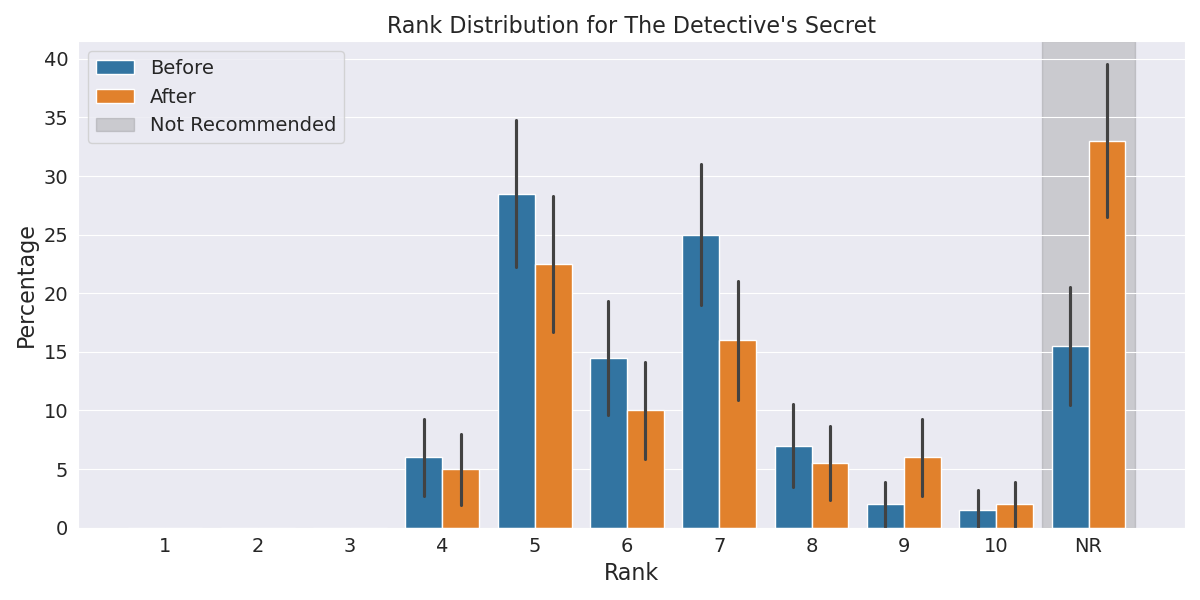 Rank Distribution for The Detective's Secret
Before
After
Not Recommended
Percentage
40
35
30
25
20
15
10
5
0
1 2 3 4 5 6 7 8 9 10 NR
Rank